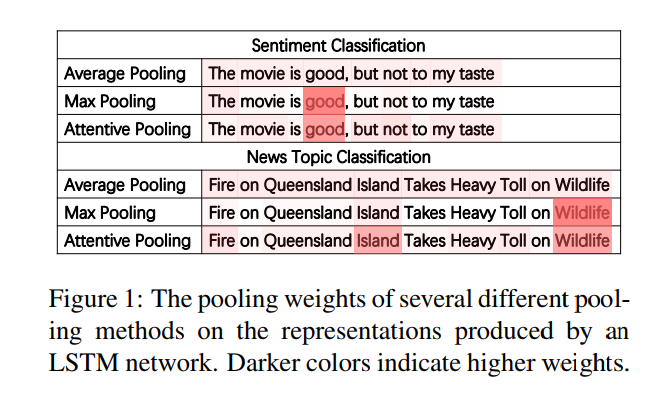 Sentiment Classification
Average Pooling The movie is good, but not to my taste
Max Pooling The movie is good, but not to my taste
Attentive Pooling The movie is good, but not to my taste
News Topic Classification
Average Pooling Fire on Queensland Island Takes Heavy Toll on Wildlife
Max Pooling Fire on Queensland Island Takes Heavy Toll on Wildlife
Attentive Pooling Fire on Queensland Island Takes Heavy Toll on Wildlife
Figure 1: The pooling weights of several different pool-
ing methods on the representations produced by an
LSTM network. Darker colors indicate higher weights.